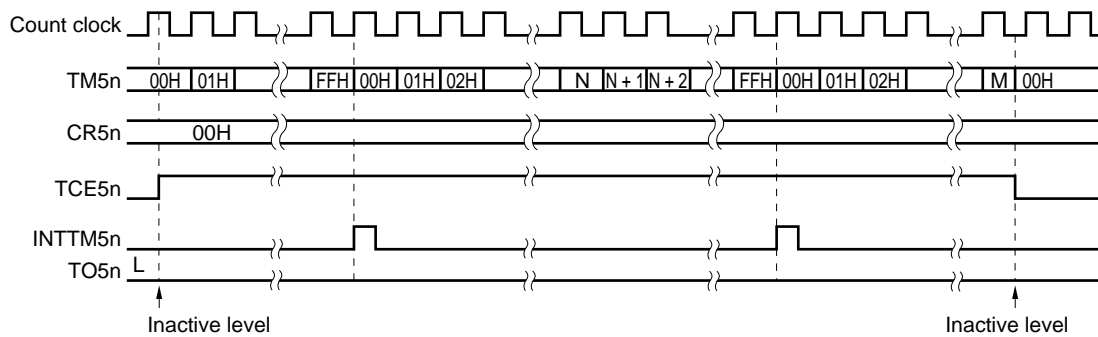 Count clock
TM5n 00H 01H FFH 00H 01H 02H N N + 1 N + 2 FFH 00H 01H 02H M 00H
CR5n 00H
TCE5n
INTTM5n
TO5n L
Inactive level Inactive level